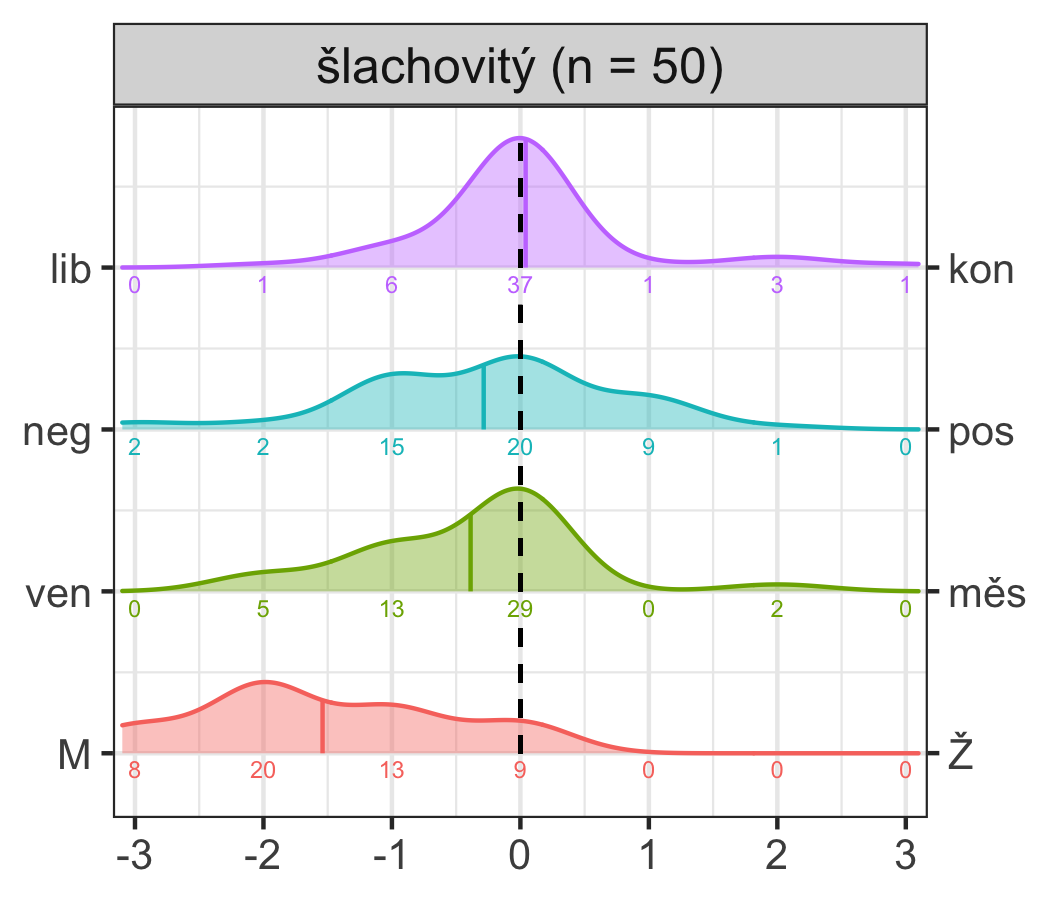 šlachovitý (n = 50)
lib kon
0 1 6 37 1 3 1
neg pos
2 2 15 20 9 1 0
ven měs
0 5 13 29 0 2 0
M Ž
8 20 13 9 0 0 0
-3 -2 -1 0 1 2 3